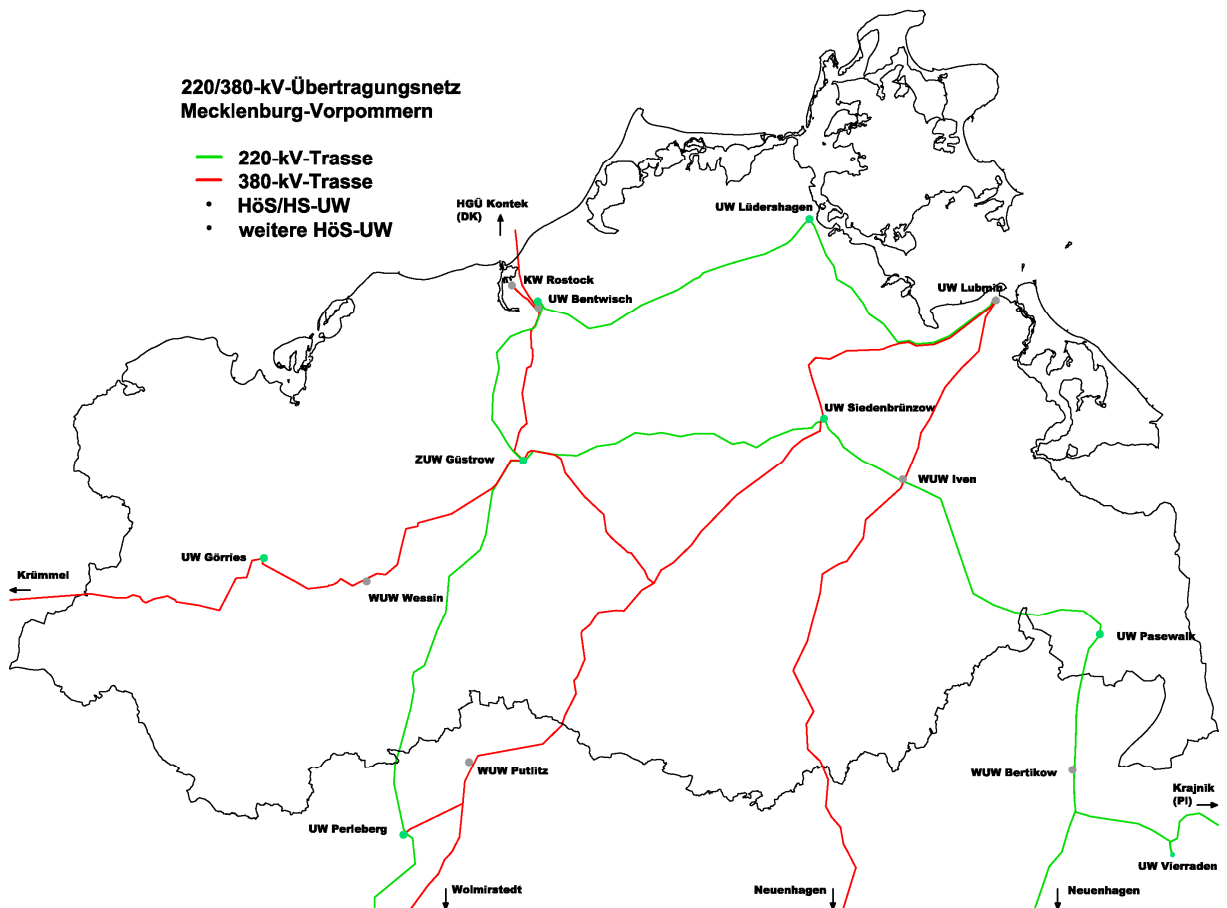 220/380-kV-Übertragungsnetz
Mecklenburg-Vorpommern
220-kV-Trasse
380-kV-Trasse
HöS/HS-UW
weitere HöS-UW
HGÜ Kontek
(DK)
UW Lüdershagen
KW Rostock
UW Bentwisch
UW Lubmin
UW Siedenbrünzow
ZUW Güstrow
WUW Iven
UW Görries
Krümmel
WUW Wessin
UW Pasewalk
WUW Putlitz
WUW Bertikow
Krajnik
(Pl)
UW Perleberg
UW Vierraden
Wolmirstedt
Neuenhagen
Neuenhagen